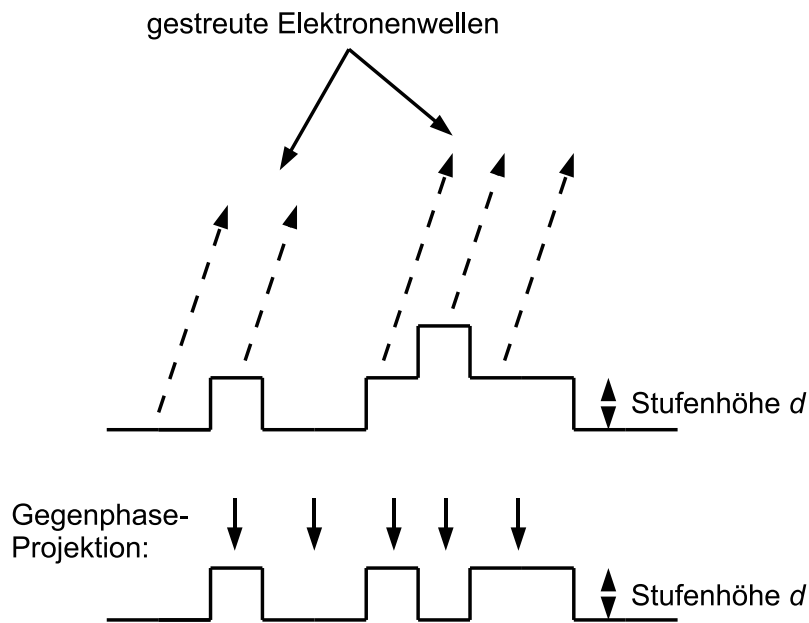 gestreute Elektronenwellen
Stufenhöhe d
Gegenphase-
Projektion:
Stufenhöhe d